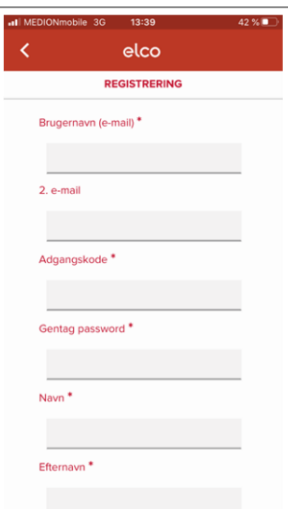 MEDIONmobile 3G 13:39 42 %
elco
REGISTRERING
Brugernavn (e-mail) *
2. e-mail
Adgangskode *
Gentag password *
Navn *
Efternavn *